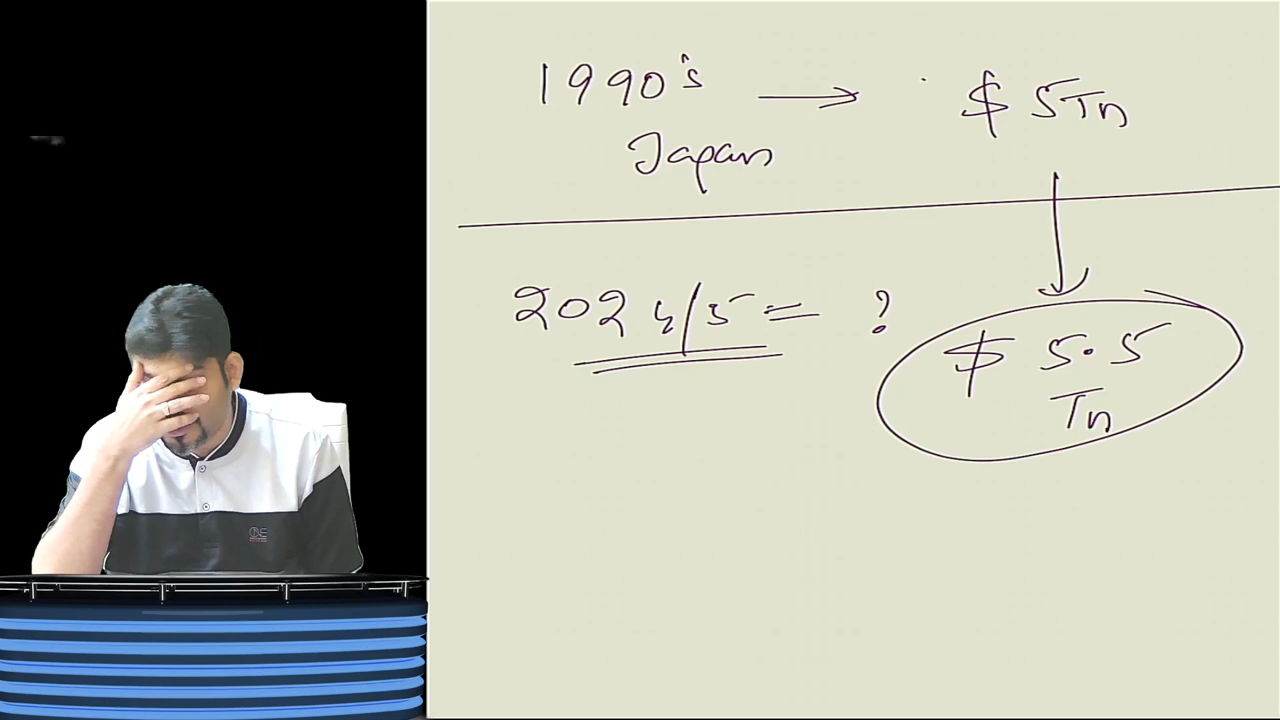 1990's → $ 5Tn
Japan
2024/5 = ?
$ 5.5
Tn